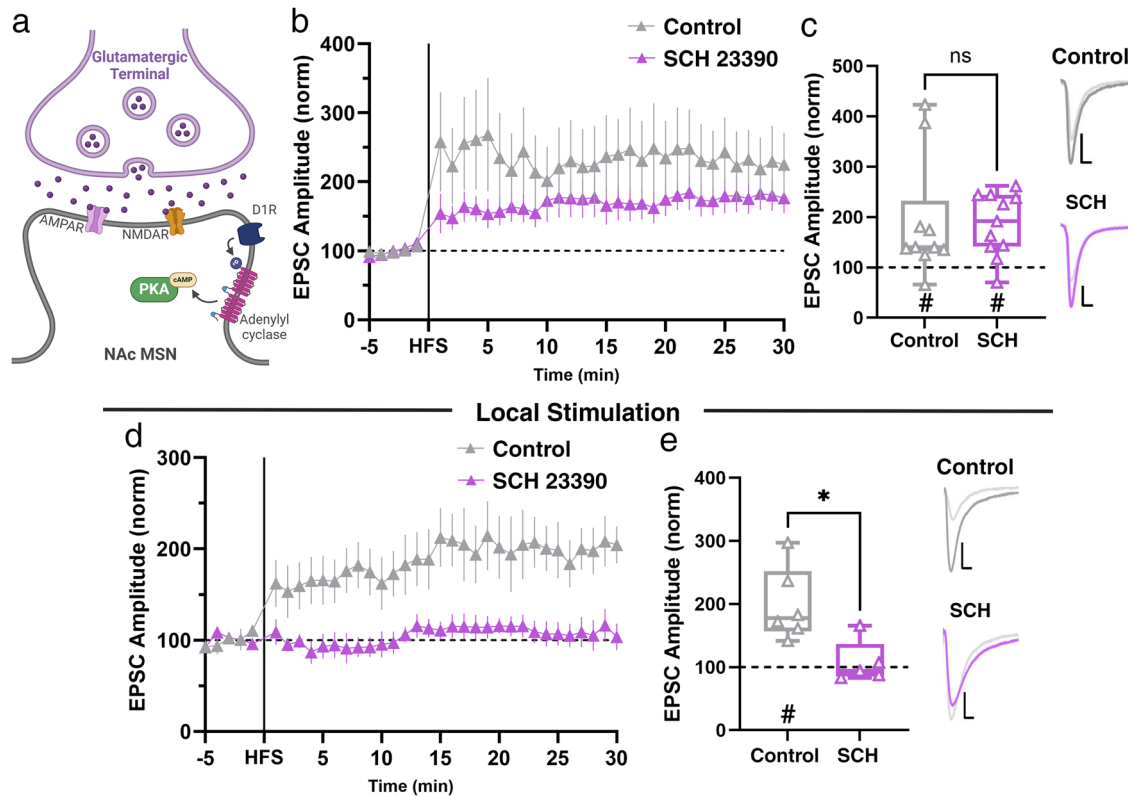 a
Glutamatergic
Terminal
AMPAR
NMDAR
D1R
cAMP
PKA
Adenylyl
cyclase
NAc MSN
b
Control
SCH 23390
EPSC Amplitude (norm)
400
300
200
100
0
-5
HFS
5
10
15
20
25
30
Time (min)
c
ns
EPSC Amplitude (norm)
500
400
300
200
100
0
# #
Control SCH
Control
SCH
Local Stimulation
d
Control
SCH 23390
EPSC Amplitude (norm)
300
200
100
0
-5
HFS
5
10
15
20
25
30
Time (min)
e
*
EPSC Amplitude (norm)
400
300
200
100
0
#
Control SCH
Control
SCH